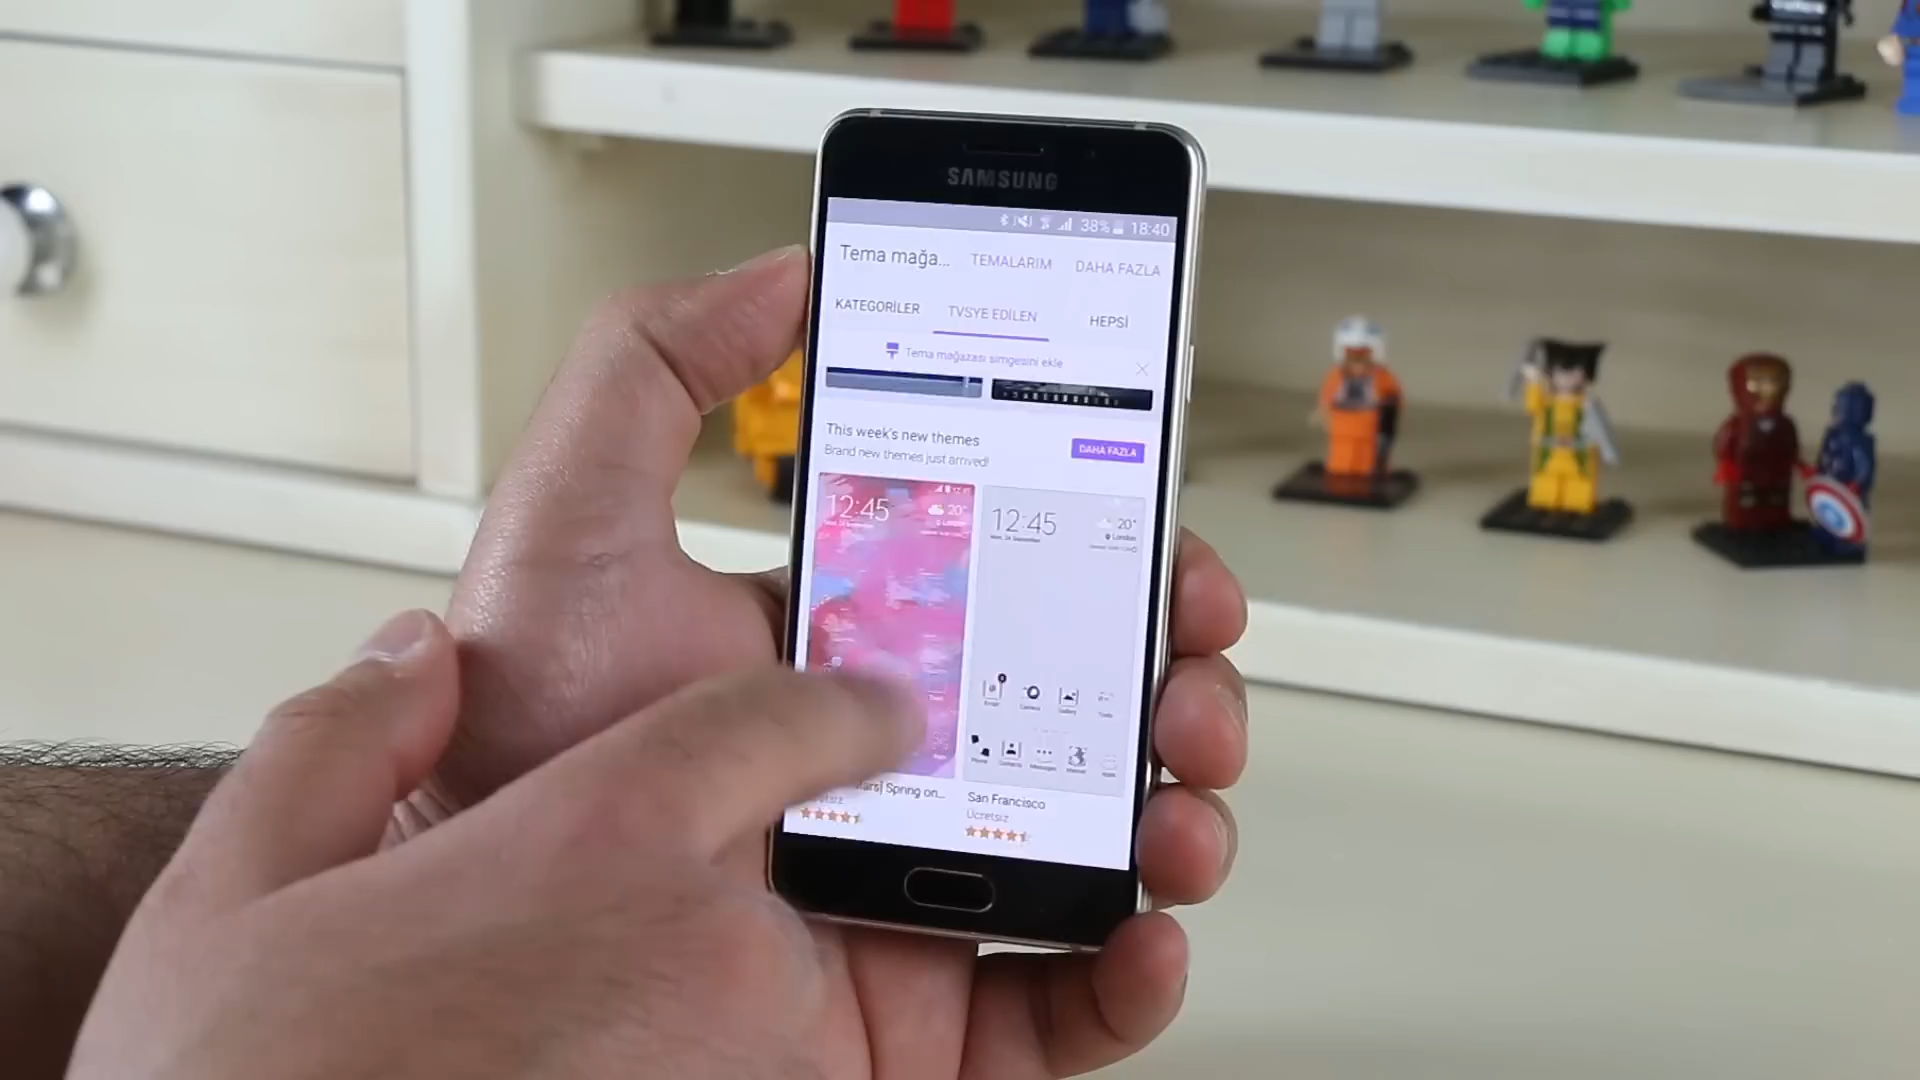 SAMSUNG
38% 18:40
Tema mağa... TEMALARIM DAHA FAZLA
KATEGORİLER TVSYE EDİLEN HEPSİ
Tema mağazası simgesini ekle
This week's new themes
Brand new themes just arrived!
DAHA FAZLA
12:45
20°
12:45
20°
London
Spring on...
San Francisco
Ücretsiz